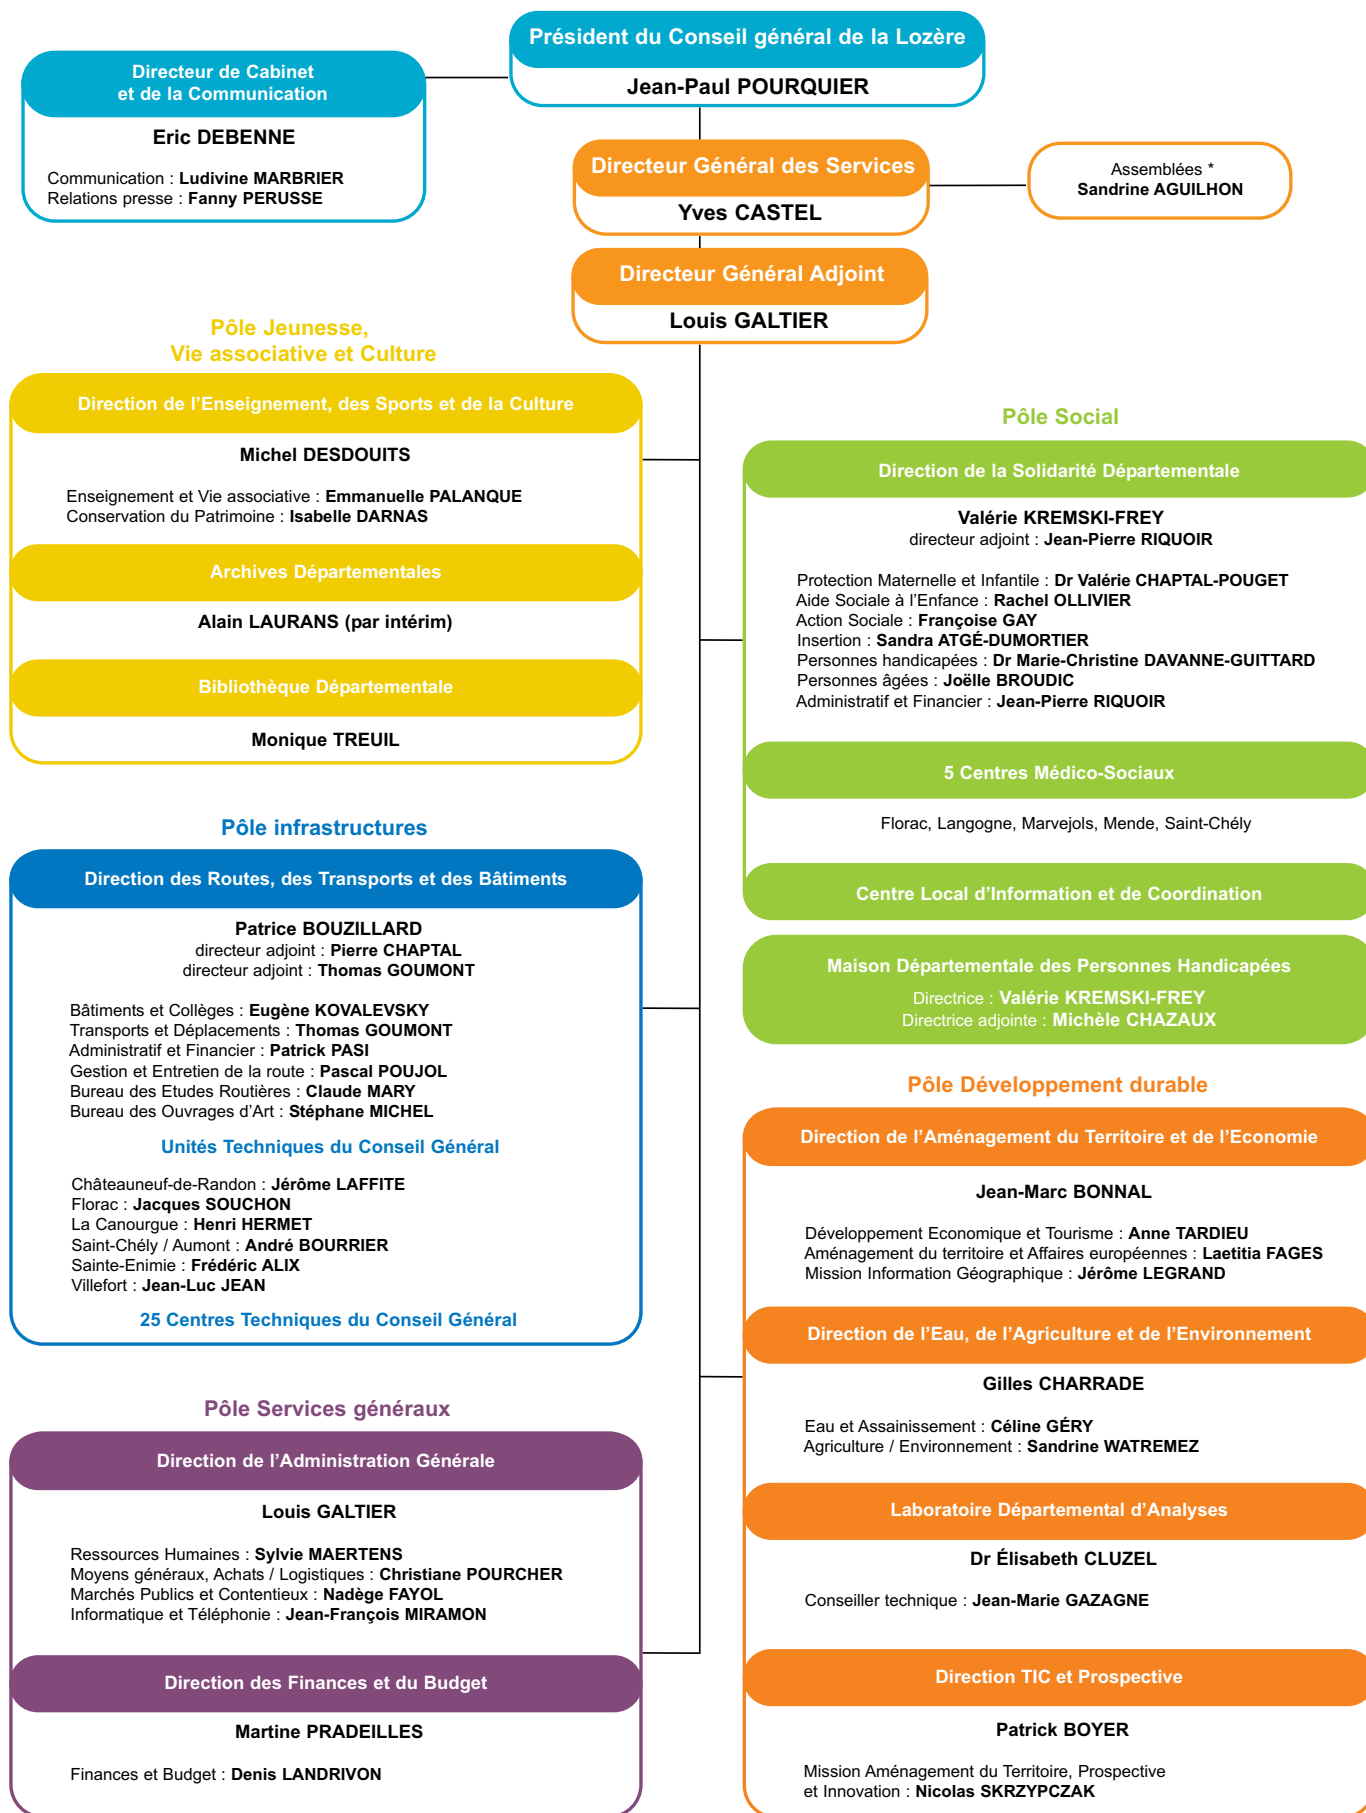 Président du Conseil général de la Lozère
Jean-Paul POURQUIER
Directeur de Cabinet
et de la Communication
Eric DEBENNE
Communication : Ludivine MARBRIER
Relations presse : Fanny PERUSSE
Directeur Général des Services
Yves CASTEL
Assemblées *
Sandrine AGUILHON
Directeur Général Adjoint
Louis GALTIER
Pôle Jeunesse,
Vie associative et Culture
Direction de l'Enseignement, des Sports et de la Culture
Michel DESDOUITS
Enseignement et Vie associative : Emmanuelle PALANQUE
Conservation du Patrimoine : Isabelle DARNAS
Archives Départementales
Alain LAURANS (par intérim)
Bibliothèque Départementale
Monique TREUIL
Pôle infrastructures
Direction des Routes, des Transports et des Bâtiments
Patrice BOUZILLARD
directeur adjoint : Pierre CHAPTAL
directeur adjoint : Thomas GOUMONT
Bâtiments et Collèges : Eugène KOVALEVSKY
Transports et Déplacements : Thomas GOUMONT
Administratif et Financier : Patrick PASI
Gestion et Entretien de la route : Pascal POUJOL
Bureau des Etudes Routières : Claude MARY
Bureau des Ouvrages d'Art : Stéphane MICHEL
Unités Techniques du Conseil Général
Châteauneuf-de-Randon : Jérôme LAFFITE
Florac : Jacques SOUCHON
La Canourgue : Henri HERMET
Saint-Chély / Aumont : André BOURRIER
Sainte-Enimie : Frédéric ALIX
Villefort : Jean-Luc JEAN
25 Centres Techniques du Conseil Général
Pôle Services généraux
Direction de l'Administration Générale
Louis GALTIER
Ressources Humaines : Sylvie MAERTENS
Moyens généraux, Achats / Logistiques : Christiane POURCHER
Marchés Publics et Contentieux : Nadège FAYOL
Informatique et Téléphonie : Jean-François MIRAMON
Direction des Finances et du Budget
Martine PRADEILLES
Finances et Budget : Denis LANDRIVON
Pôle Social
Direction de la Solidarité Départementale
Valérie KREMSKI-FREY
directeur adjoint : Jean-Pierre RIQUOIR
Protection Maternelle et Infantile : Dr Valérie CHAPTAL-POUGET
Aide Sociale à l'Enfance : Rachel OLLIVIER
Action Sociale : Françoise GAY
Insertion : Sandra ATGÉ-DUMORTIER
Personnes handicapées : Dr Marie-Christine DAVANNE-GUITTARD
Personnes âgées : Joëlle BROUDIC
Administratif et Financier : Jean-Pierre RIQUOIR
5 Centres Médico-Sociaux
Florac, Langogne, Marvejols, Mende, Saint-Chély
Centre Local d'Information et de Coordination
Maison Départementale des Personnes Handicapées
Directrice : Valérie KREMSKI-FREY
Directrice adjointe : Michèle CHAZAUX
Pôle Développement durable
Direction de l'Aménagement du Territoire et de l'Economie
Jean-Marc BONNAL
Développement Economique et Tourisme : Anne TARDIEU
Aménagement du territoire et Affaires européennes : Laetitia FAGES
Mission Information Géographique : Jérôme LEGRAND
Direction de l'Eau, de l'Agriculture et de l'Environnement
Gilles CHARRADE
Eau et Assainissement : Céline GÉRY
Agriculture / Environnement : Sandrine WATREMEZ
Laboratoire Départemental d'Analyses
Dr Élisabeth CLUZEL
Conseiller technique : Jean-Marie GAZAGNE
Direction TIC et Prospective
Patrick BOYER
Mission Aménagement du Territoire, Prospective
et Innovation : Nicolas SKRZYPCZAK